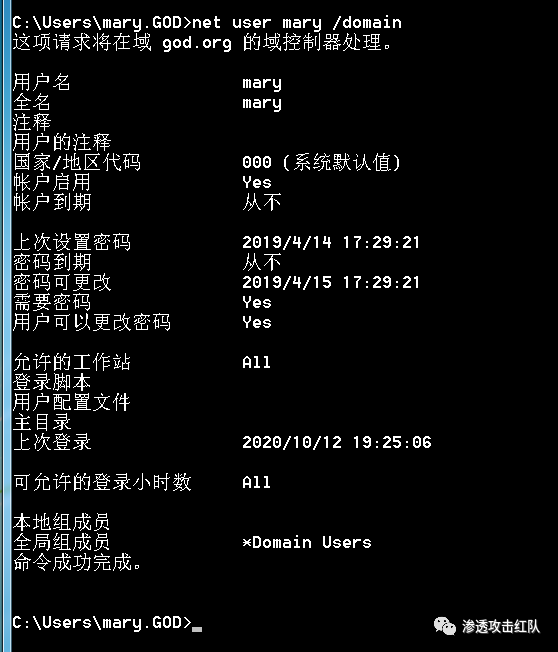 C:\Users\mary.GOD>net user mary /domain
这项请求将在域 god.org 的域控制器处理。
用户名 mary
全名 mary
注释
用户的注释
国家/地区代码 000 (系统默认值)
帐户启用 Yes
帐户到期 从不
上次设置密码 2019/4/14 17:29:21
密码到期 从不
密码可更改 2019/4/15 17:29:21
需要密码 Yes
用户可以更改密码 Yes
允许的工作站 All
登录脚本
用户配置文件
主目录
上次登录 2020/10/12 19:25:06
可允许的登录小时数 All
本地组成员
全局组成员 *Domain Users
命令成功完成。
C:\Users\mary.GOD>_
渗透攻击红队